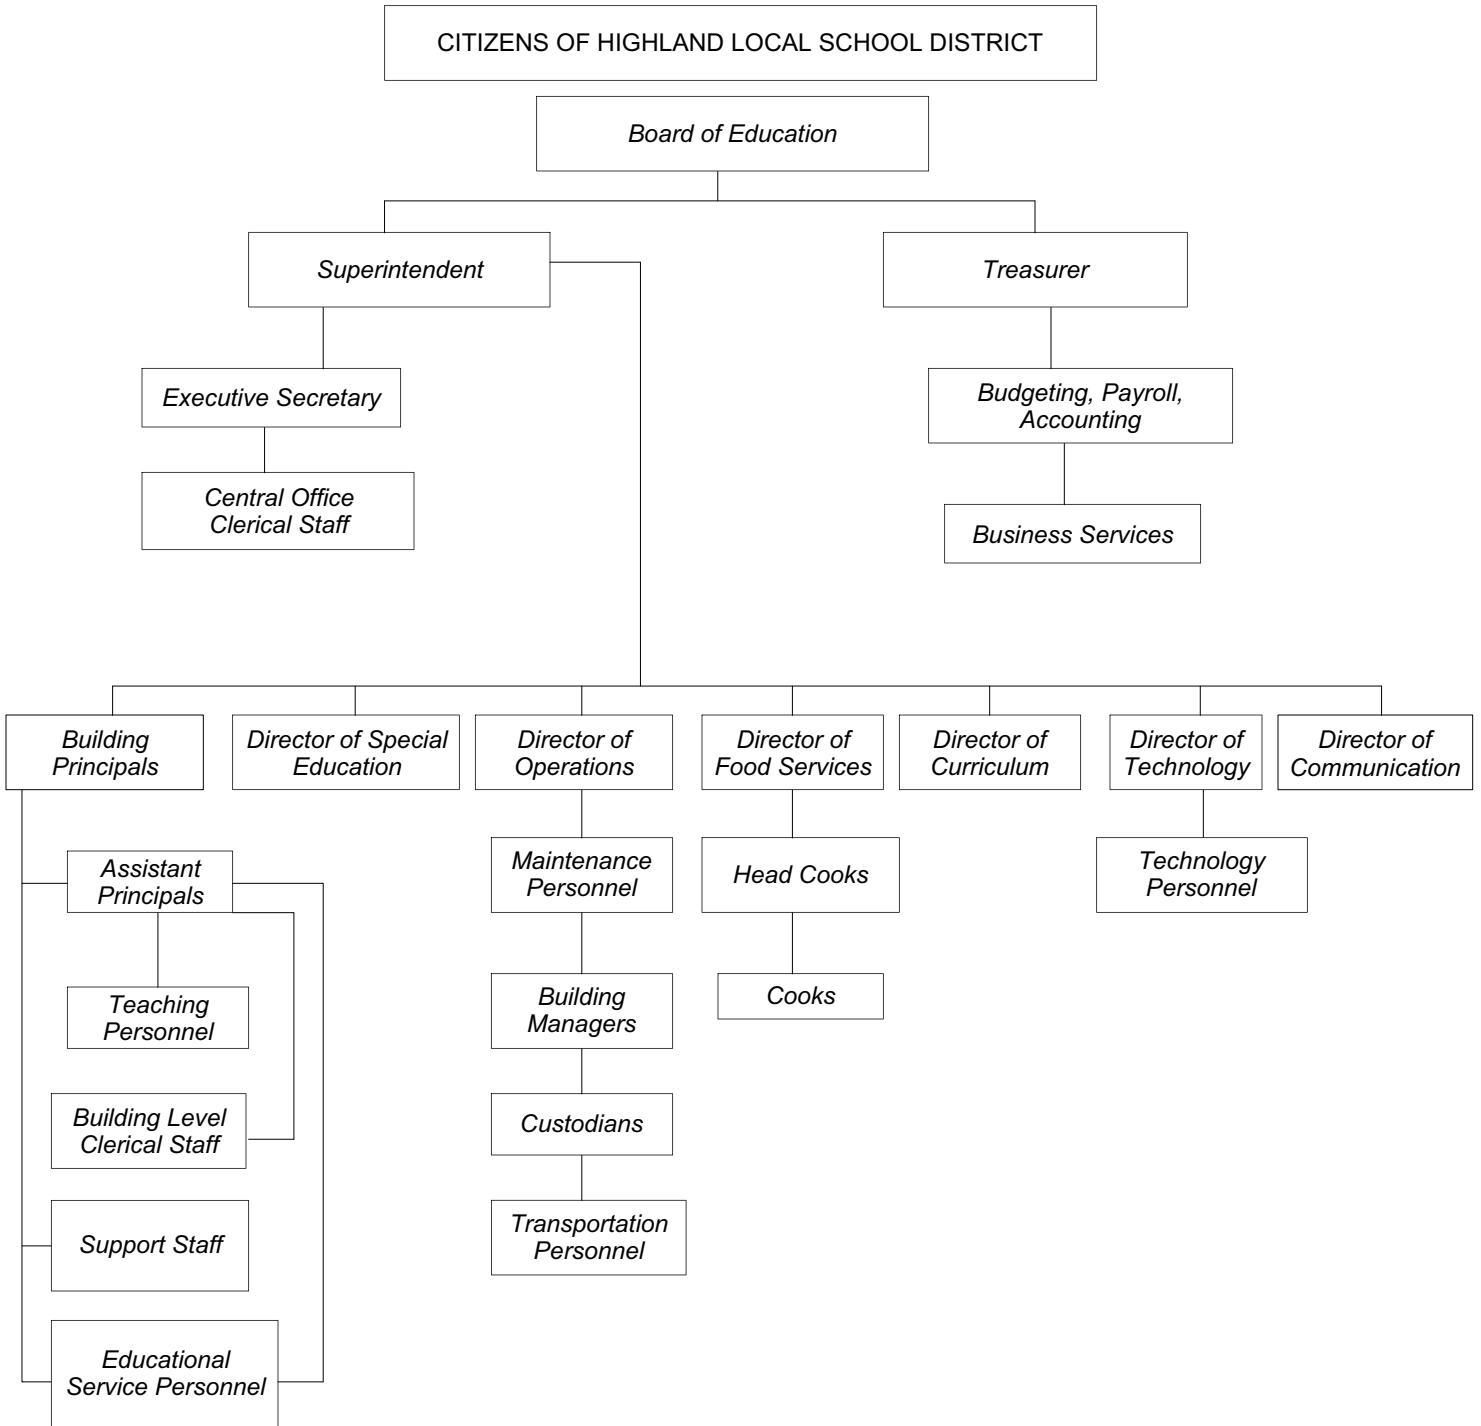 CITIZENS OF HIGHLAND LOCAL SCHOOL DISTRICT
Board of Education
Superintendent
Treasurer
Executive Secretary
Budgeting, Payroll,
Accounting
Central Office
Clerical Staff
Business Services
Building
Principals
Director of Special
Education
Director of
Operations
Director of
Food Services
Director of
Curriculum
Director of
Technology
Director of
Communication
Assistant
Principals
Maintenance
Personnel
Head Cooks
Technology
Personnel
Teaching
Personnel
Building
Managers
Cooks
Building Level
Clerical Staff
Custodians
Support Staff
Transportation
Personnel
Educational
Service Personnel